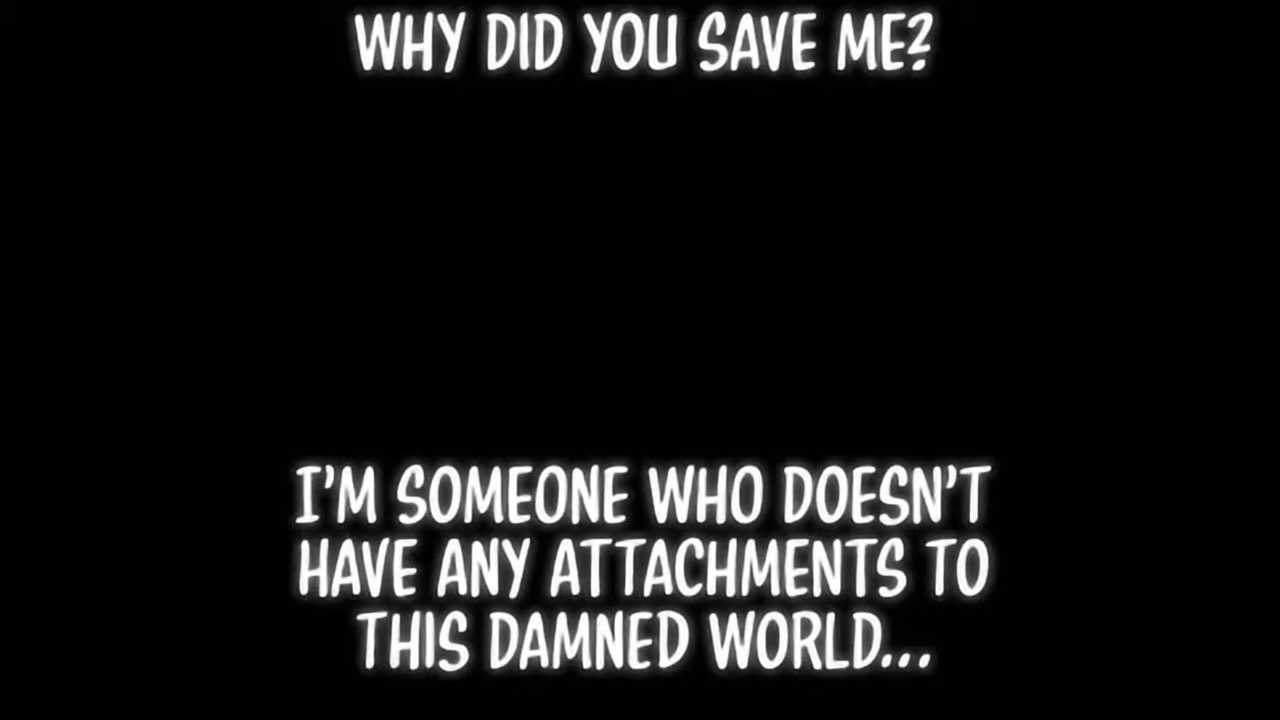 WHY DID YOU SAVE ME?
I'M SOMEONE WHO DOESN'T
HAVE ANY ATTACHMENTS TO
THIS DAMNED WORLD...